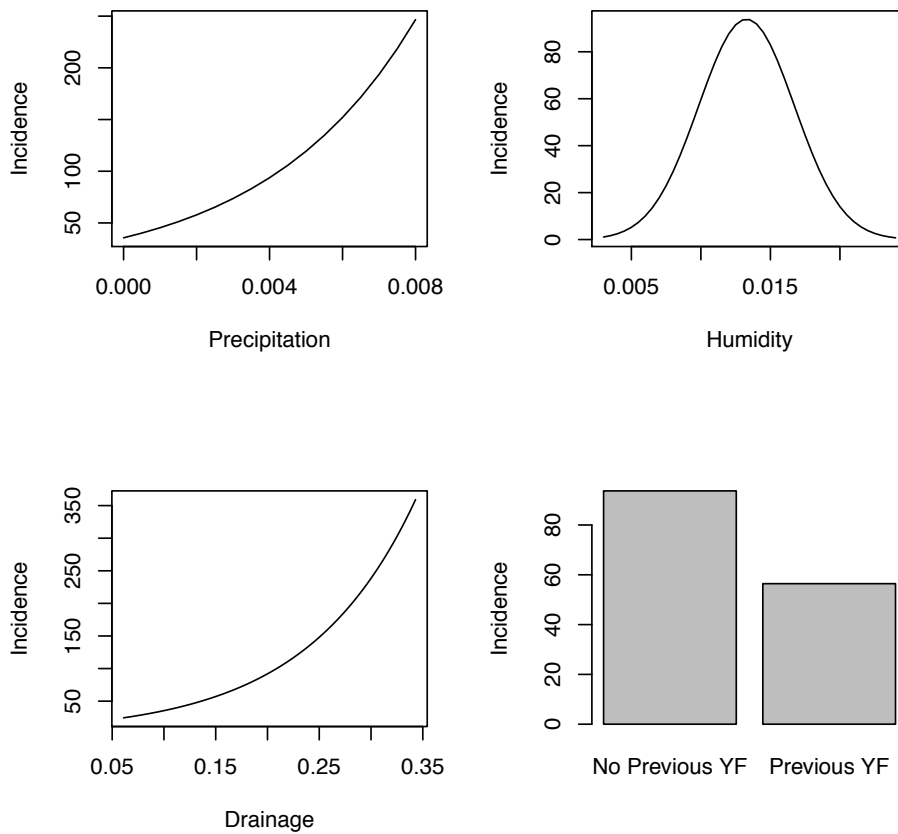 Incidence
200
100
50
0.000 0.004 0.008
Precipitation
Incidence
80
60
40
20
0
0.005 0.015
Humidity
Incidence
350
250
150
50
0.05 0.15 0.25 0.35
Drainage
Incidence
80
60
40
20
0
No Previous YF Previous YF